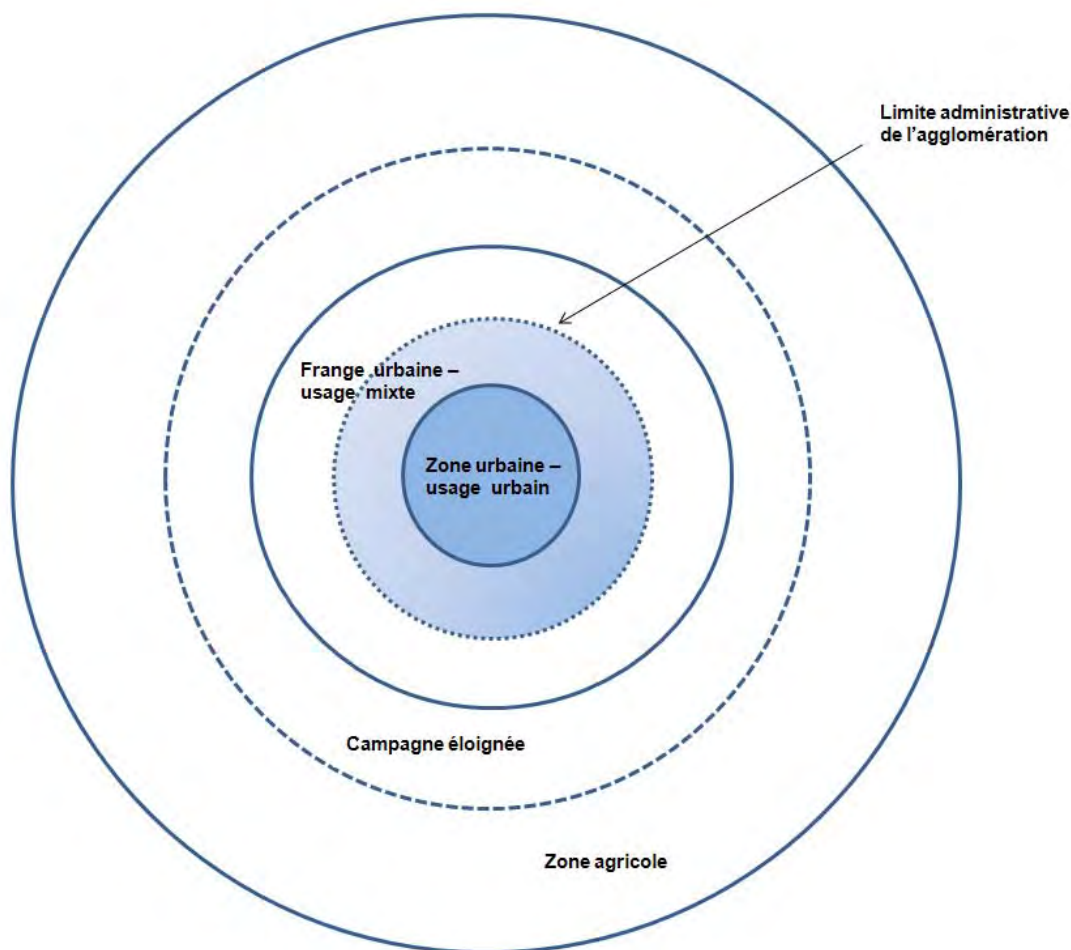 Limite administrative
de l'agglomération
Frange urbaine –
usage mixte
Zone urbaine –
usage urbain
Campagne éloignée
Zone agricole